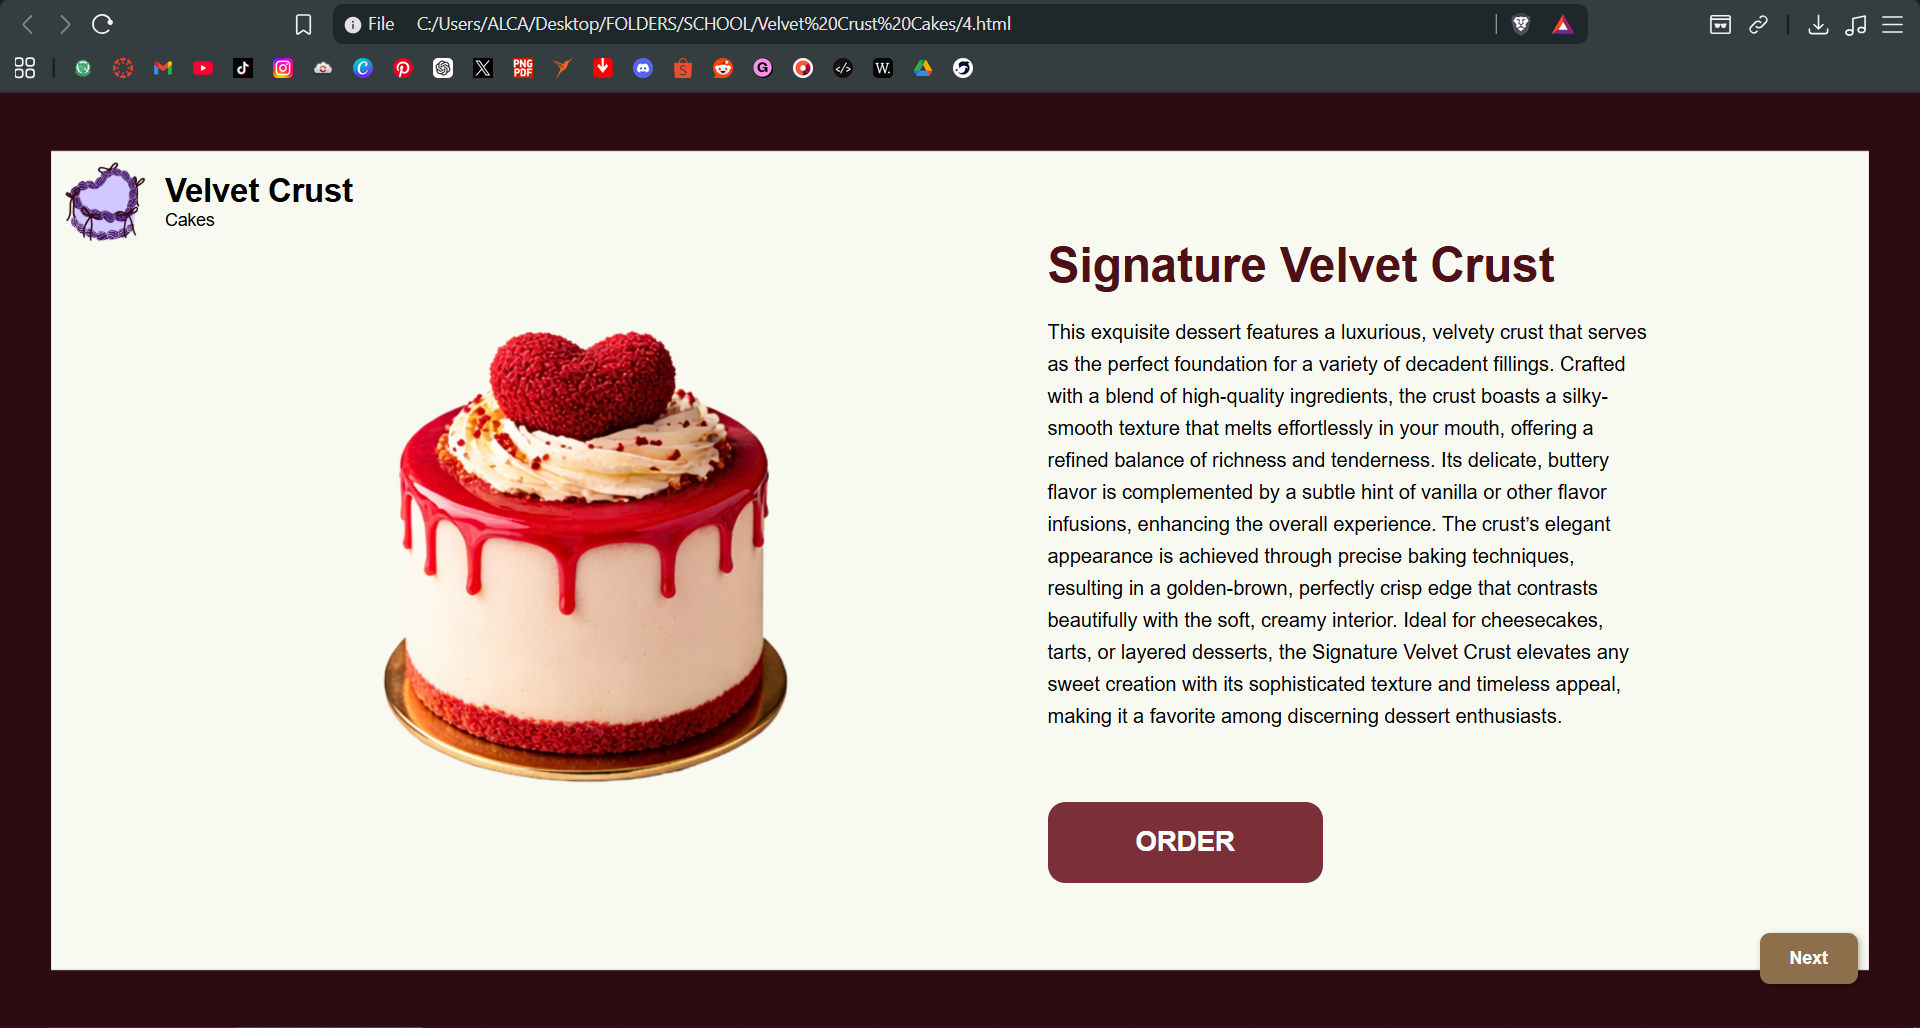 File C:/Users/ALCA/Desktop/FOLDERS/SCHOOL/Velvet%20Crust%20Cakes/4.html
PNG
PDF
G
W.
Velvet Crust
Cakes
Signature Velvet Crust
This exquisite dessert features a luxurious, velvety crust that serves
as the perfect foundation for a variety of decadent fillings. Crafted
with a blend of high-quality ingredients, the crust boasts a silky-
smooth texture that melts effortlessly in your mouth, offering a
refined balance of richness and tenderness. Its delicate, buttery
flavor is complemented by a subtle hint of vanilla or other flavor
infusions, enhancing the overall experience. The crust’s elegant
appearance is achieved through precise baking techniques,
resulting in a golden-brown, perfectly crisp edge that contrasts
beautifully with the soft, creamy interior. Ideal for cheesecakes,
tarts, or layered desserts, the Signature Velvet Crust elevates any
sweet creation with its sophisticated texture and timeless appeal,
making it a favorite among discerning dessert enthusiasts.
ORDER
Next